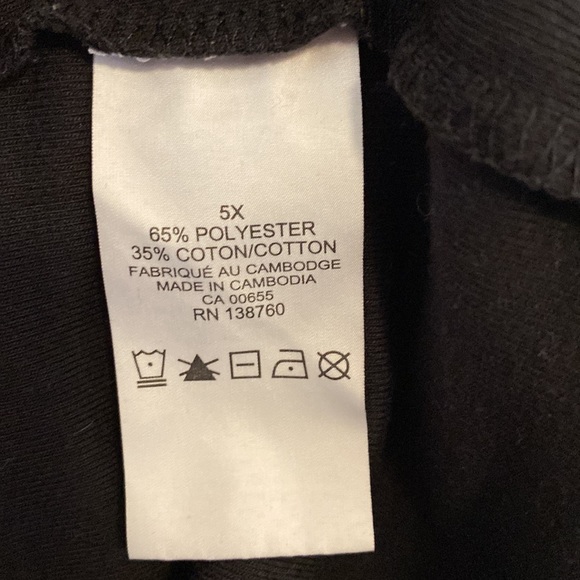 5X
65% POLYESTER
35% COTON/COTTON
FABRIQUÉ AU CAMBODGE
MADE IN CAMBODIA
CA 00655
RN 138760